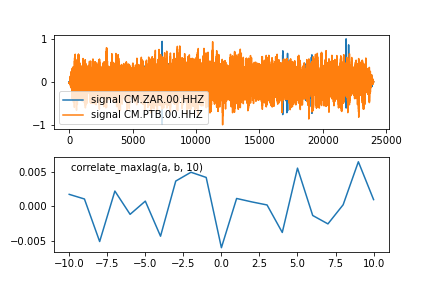 1
0
−1
signal CM.ZAR.00.HHZ
signal CM.PTB.00.HHZ
0 5000 10000 15000 20000 25000
correlate_maxlag(a, b, 10)
0.005
0.000
−0.005
−10.0 −7.5 −5.0 −2.5 0.0 2.5 5.0 7.5 10.0